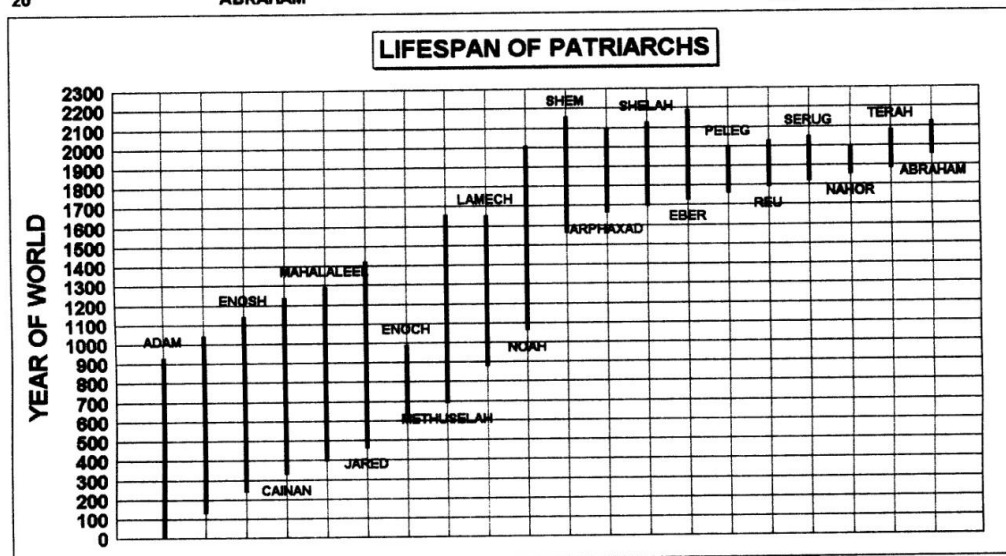 20 ABRAHAM
LIFESPAN OF PATRIARCHS
YEAR OF WORLD
2300
2200
2100
2000
1900
1800
1700
1600
1500
1400
1300
1200
1100
1000
900
800
700
600
500
400
300
200
100
0
ADAM
ENOSH
CAINAN
MAHALALEEL
JARED
ENOCH
METHUSELAH
LAMECH
NOAH
SHEM
ARPHAXAD
SHELAH
EBER
PELEG
REU
SERUG
NAHOR
TERAH
ABRAHAM